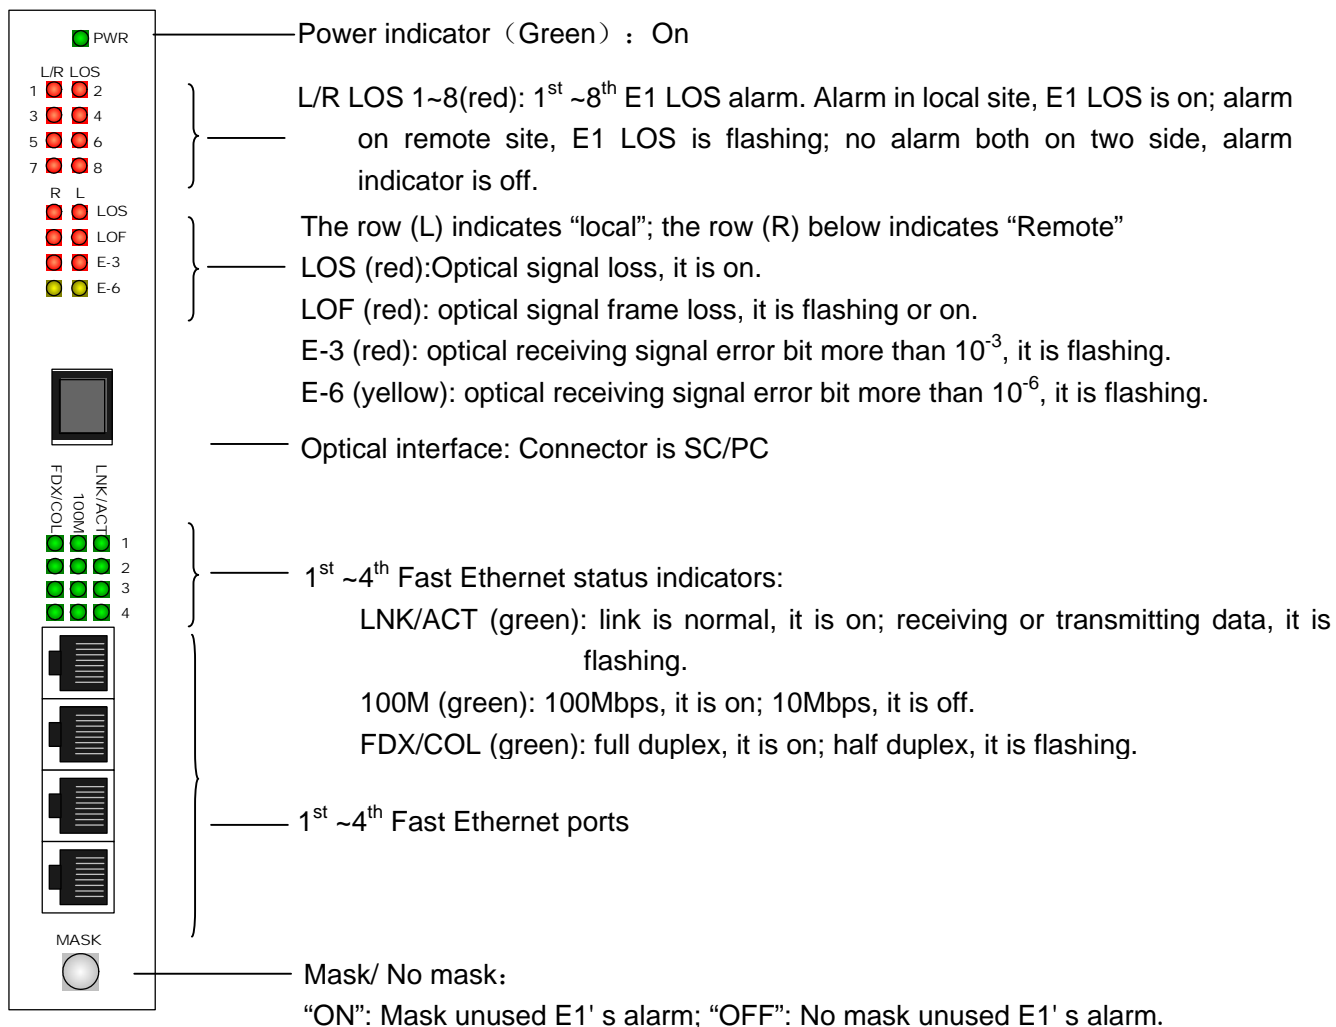 PWR
Power indicator（Green）：On
L/R LOS
1 2
3 4
5 6
7 8
L/R LOS 1~8(red): 1st ~8th E1 LOS alarm. Alarm in local site, E1 LOS is on; alarm
on remote site, E1 LOS is flashing; no alarm both on two side, alarm
indicator is off.
R L
LOS
LOF
E-3
E-6
The row (L) indicates “local”; the row (R) below indicates “Remote”
LOS (red):Optical signal loss, it is on.
LOF (red): optical signal frame loss, it is flashing or on.
E-3 (red): optical receiving signal error bit more than 10-3, it is flashing.
E-6 (yellow): optical receiving signal error bit more than 10-6, it is flashing.
Optical interface: Connector is SC/PC
FDX/COL
100M
LNK/ACT
1
2
3
4
1st ~4th Fast Ethernet status indicators:
LNK/ACT (green): link is normal, it is on; receiving or transmitting data, it is
flashing.
100M (green): 100Mbps, it is on; 10Mbps, it is off.
FDX/COL (green): full duplex, it is on; half duplex, it is flashing.
1st ~4th Fast Ethernet ports
MASK
Mask/ No mask：
“ON”: Mask unused E1' s alarm; “OFF”: No mask unused E1' s alarm.